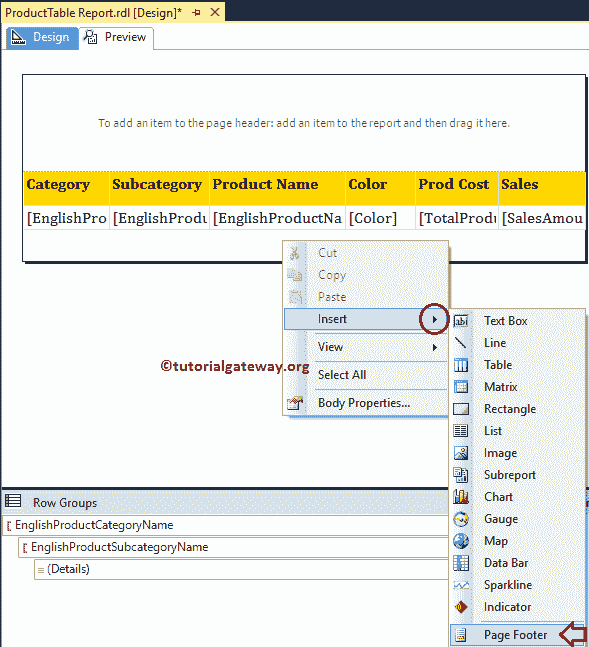 ProductTable Report.rdl [Design]*
Design Preview
To add an item to the page header: add an item to the report and then drag it here.
Category Subcategory Product Name Color Prod Cost Sales
[EnglishPro [EnglishProdu [EnglishProductNa [Color] [TotalProdu [SalesAmou
Cut
Copy
Paste
Insert
View
Select All
Body Properties...
©tutorialgateway.org
abl Text Box
Line
Table
Matrix
Rectangle
List
Image
Subreport
Chart
Gauge
Map
Data Bar
Sparkline
Indicator
Page Footer
Row Groups
[ EnglishProductCategoryName
[ EnglishProductSubcategoryName
(Details)